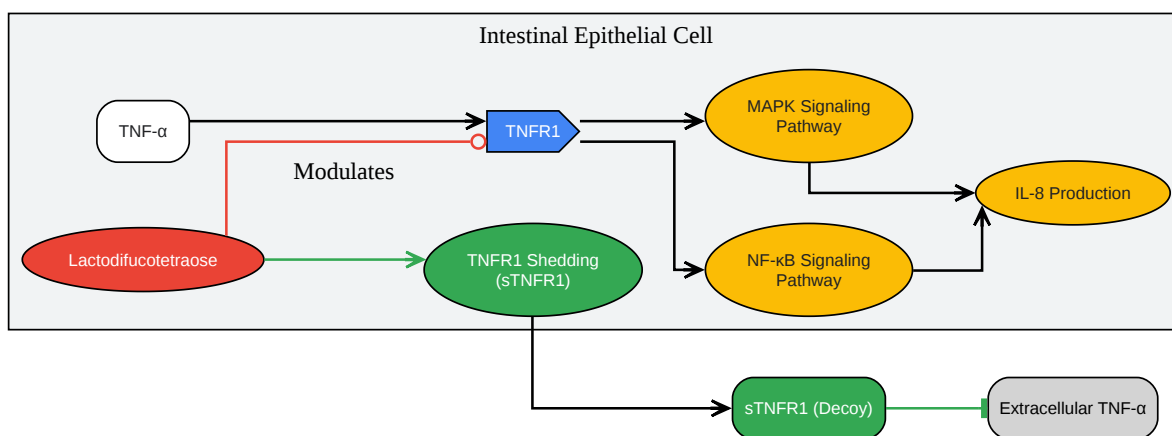 Intestinal Epithelial Cell
TNF-α
TNFR1
MAPK Signaling
Pathway
Modulates
IL-8 Production
Lactodifucotetraose
TNFR1 Shedding
(sTNFR1)
NF-κB Signaling
Pathway
sTNFR1 (Decoy)
Extracellular TNF-α